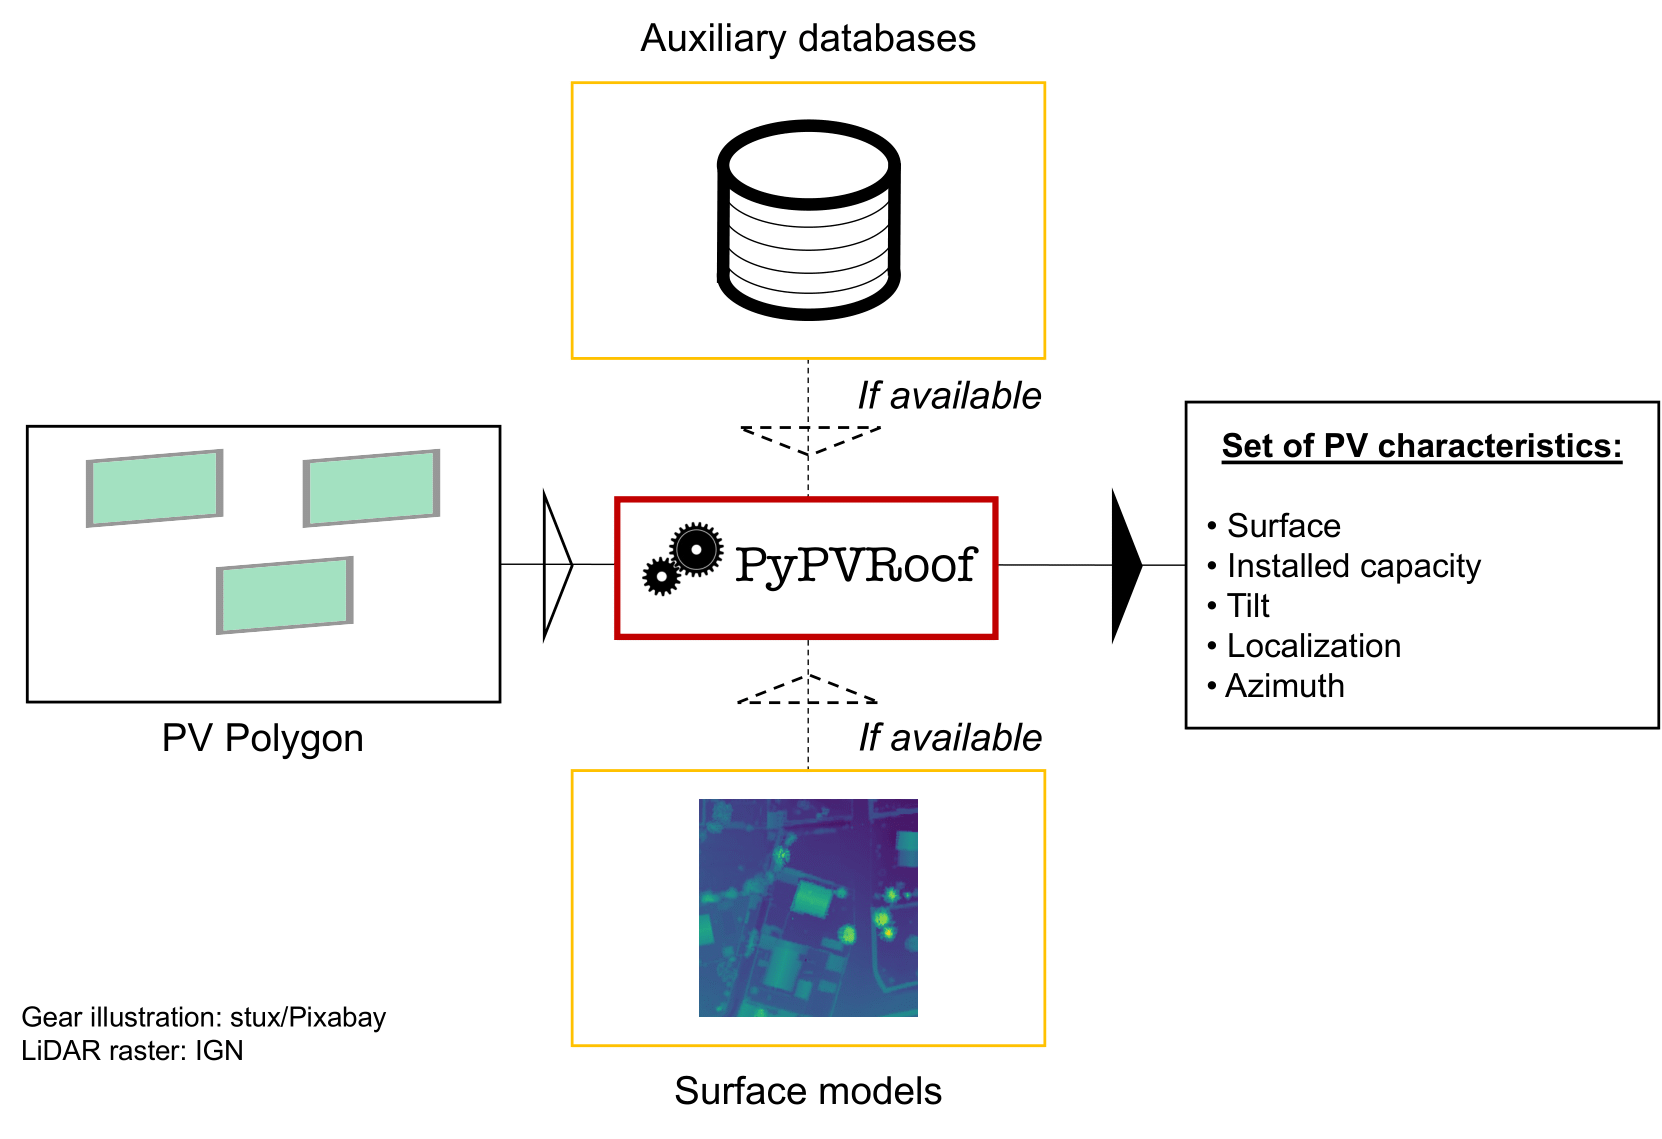 Auxiliary databases
If available
Set of PV characteristics:
• Surface
• Installed capacity
• Tilt
• Localization
• Azimuth
PyPVRoof
PV Polygon
If available
Gear illustration: stux/Pixabay
LiDAR raster: IGN
Surface models